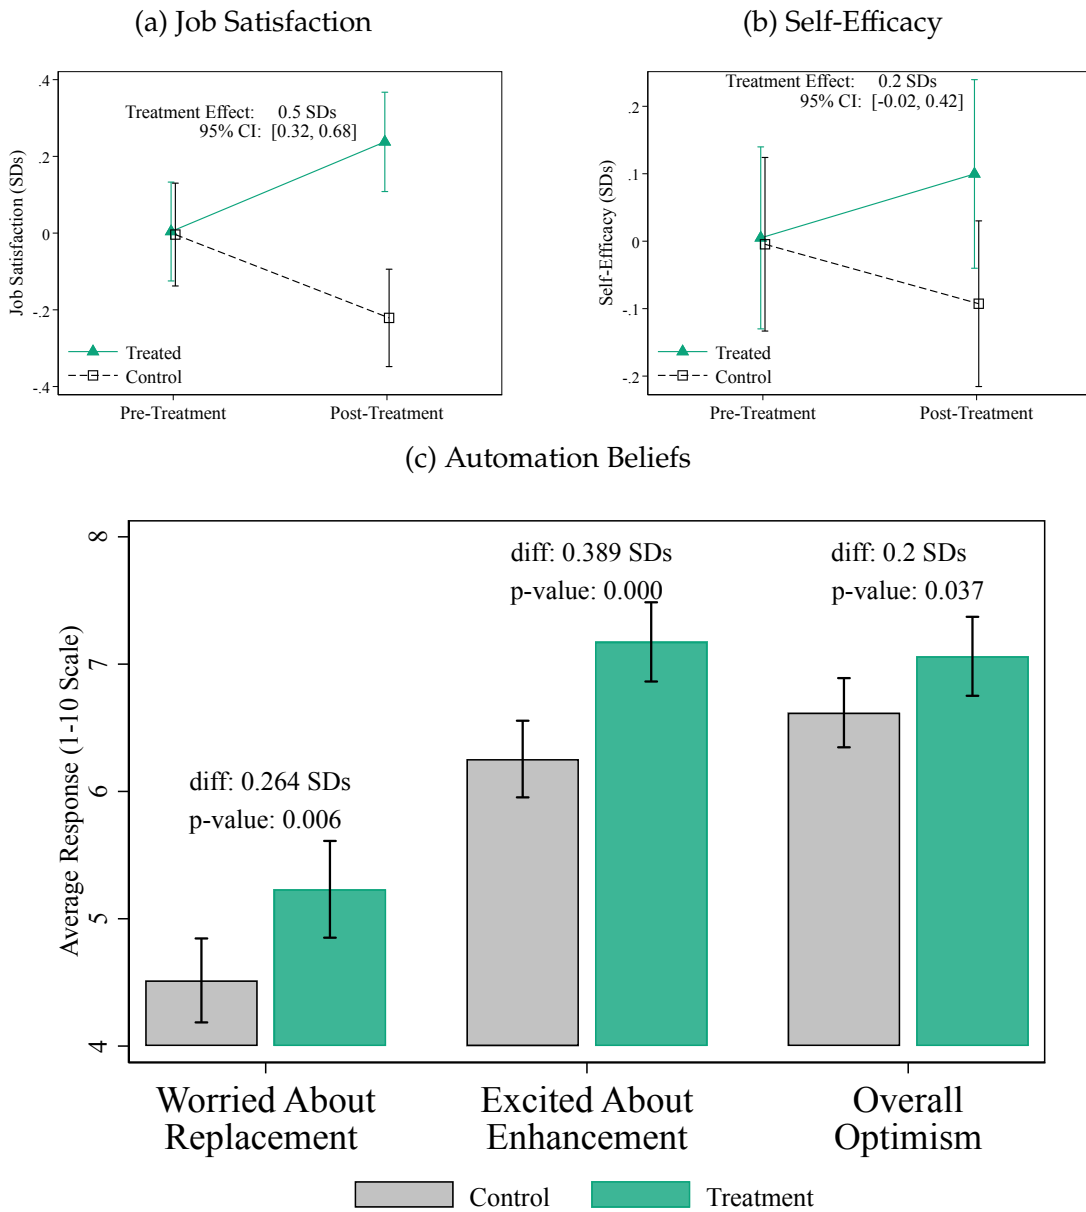 (a) Job Satisfaction
Treatment Effect: 0.5 SDs
95% CI: [0.32, 0.68]
Job Satisfaction (SDs)
.4
.2
0
-.2
-.4
Treated
Control
Pre-Treatment
Post-Treatment
(b) Self-Efficacy
Treatment Effect: 0.2 SDs
95% CI: [-0.02, 0.42]
Self-Efficacy (SDs
.2
.1
0
-.1
-.2
Treated
Control
Pre-Treatment
Post-Treatment
(c) Automation Beliefs
Average Response (1-10 Scale)
8
7
6
5
4
diff: 0.264 SDs
p-value: 0.006
diff: 0.389 SDs
p-value: 0.000
diff: 0.2 SDs
p-value: 0.037
Worried About
Replacement
Excited About
Enhancement
Overall
Optimism
Control
Treatment